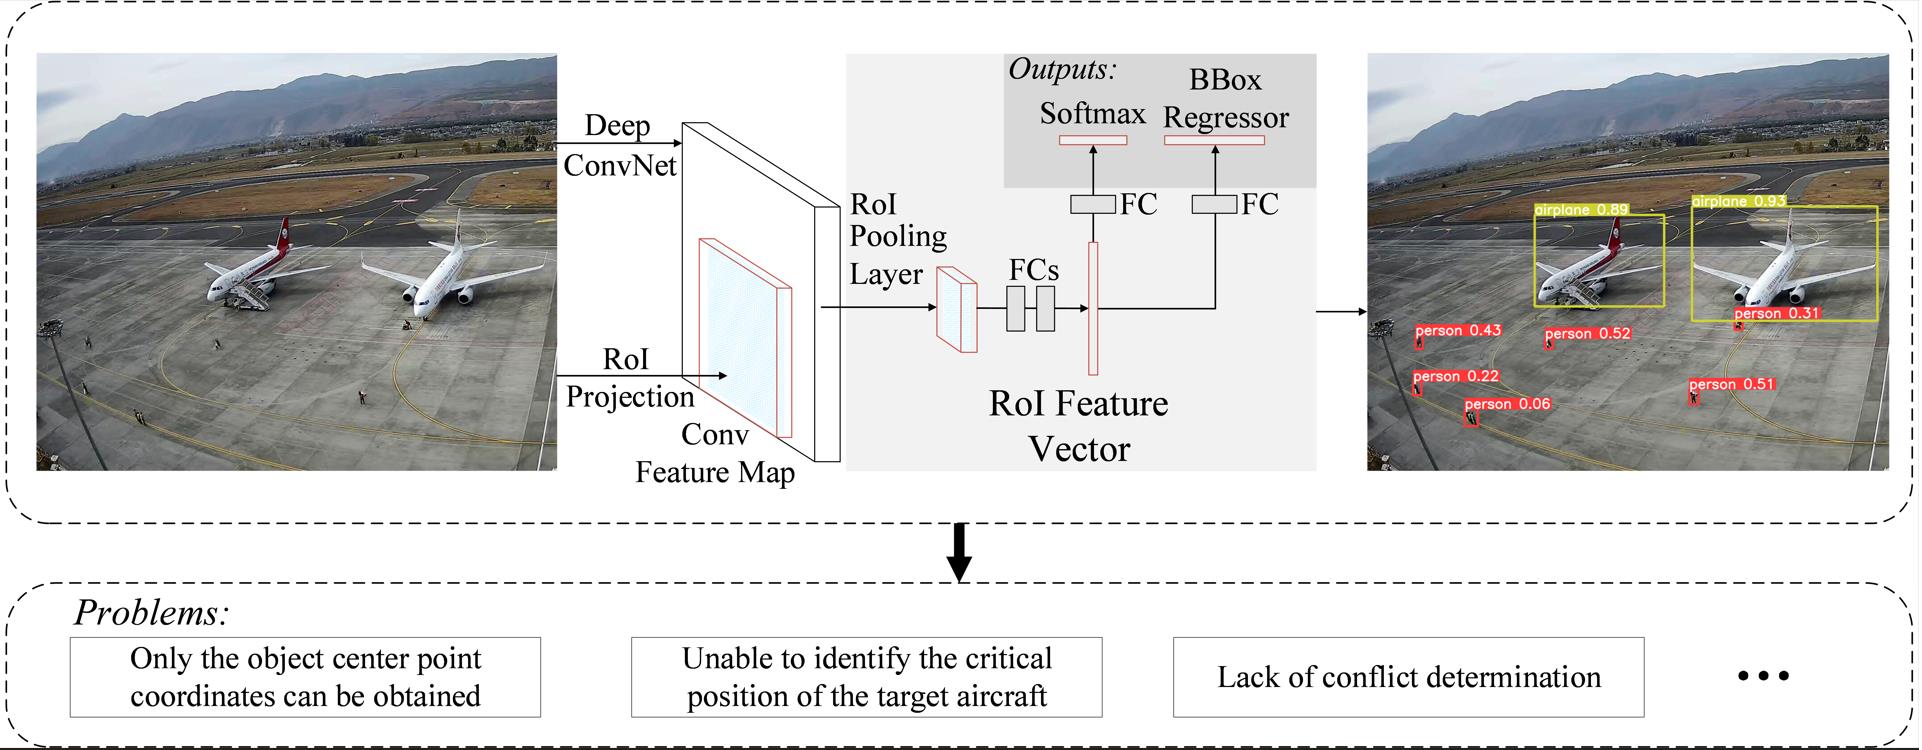 Deep
ConvNet
RoI
Projection
Conv
Feature Map
RoI
Pooling
Layer
FCs
RoI Feature
Vector
Outputs:
Softmax
BBox
Regressor
FC
FC
airplane 0.89
airplane 0.93
person 0.31
person 0.43
person 0.52
person 0.22
person 0.51
person 0.06
Problems:
Only the object center point
coordinates can be obtained
Unable to identify the critical
position of the target aircraft
Lack of conflict determination
•••